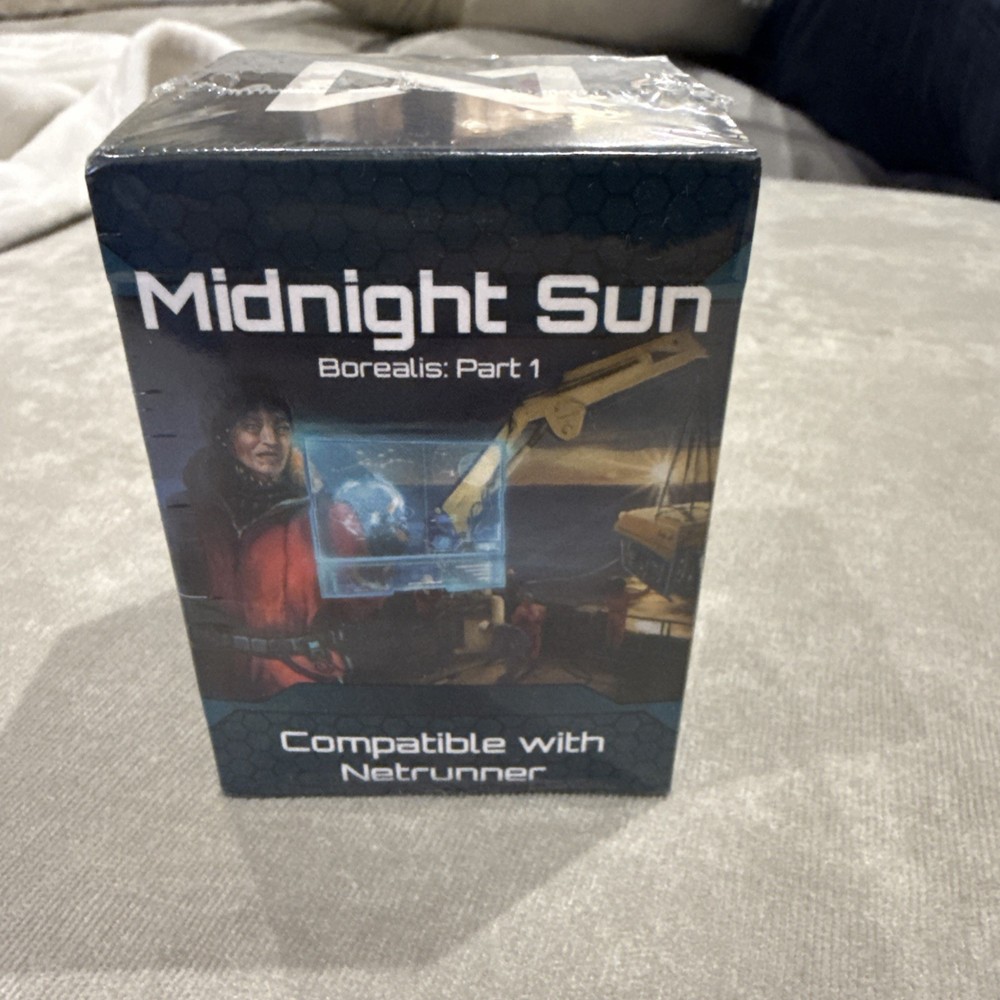 Midnight Sun
Borealis: Part 1
Compatible with
Netrunner